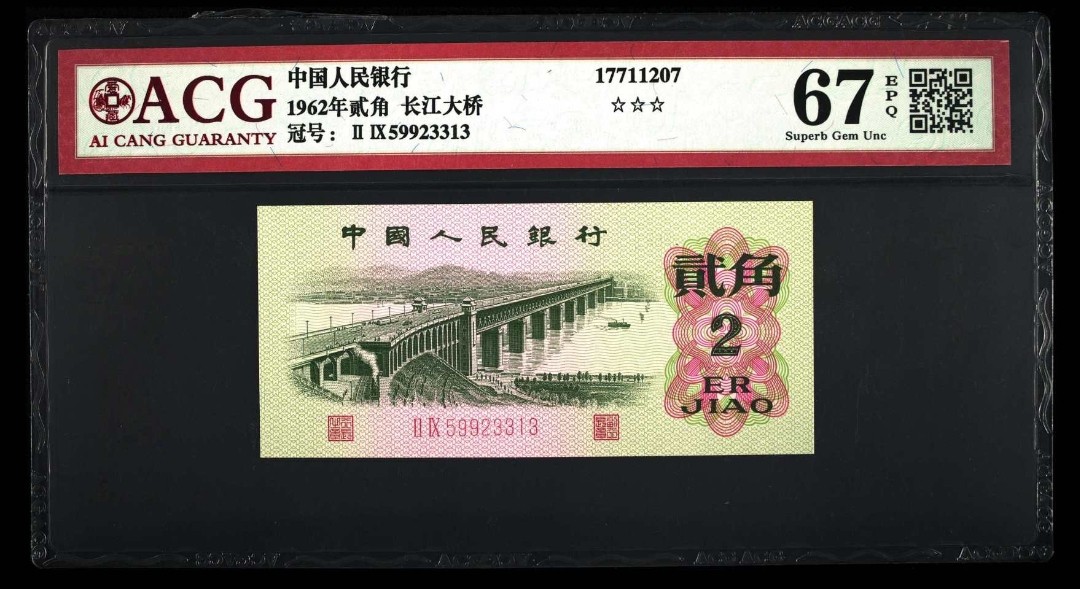 ACG
AI CANG GUARANTY
中国人民银行
1962年贰角 长江大桥
冠号： Ⅱ Ⅸ59923313
17711207
☆☆☆
67
EPQ
Superb Gem Unc
中國人民銀行
貳角
2
ER
JIAO
Ⅱ Ⅸ 59923313